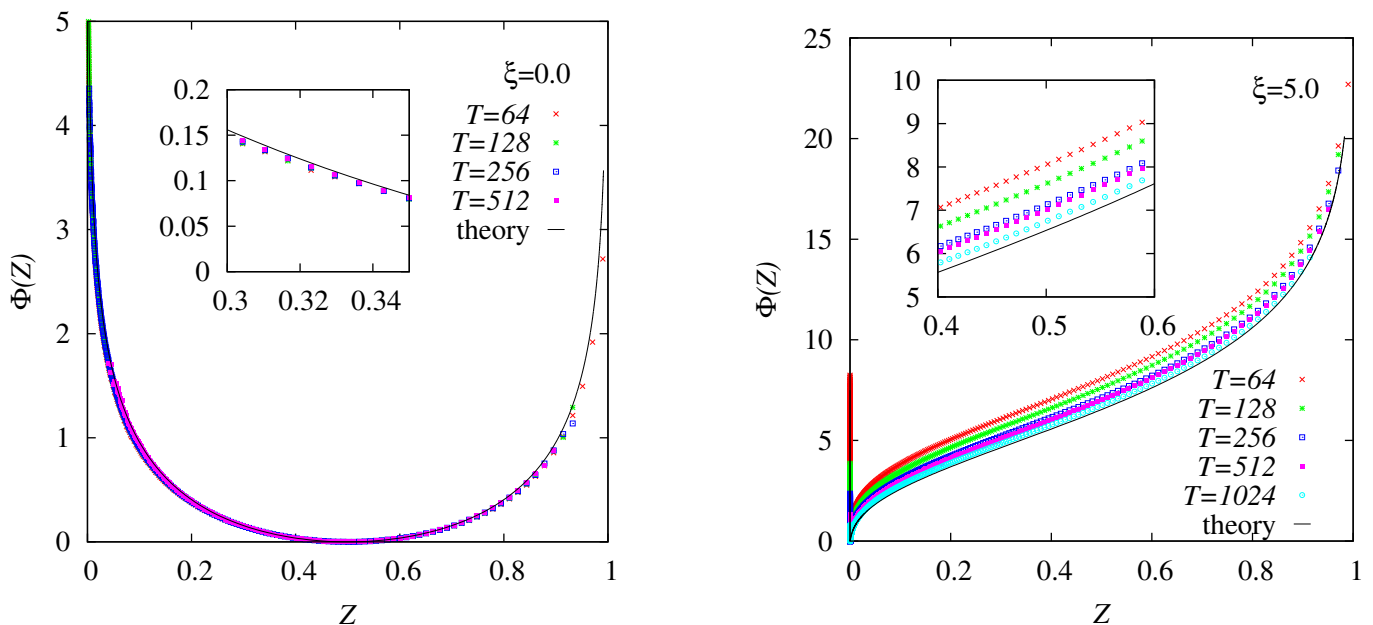 5
4
3
2
1
0
Φ(Z)
0
0.2
0.4
0.6
0.8
1
Z
ξ=0.0
T=64
T=128
T=256
T=512
theory
0.2
0.15
0.1
0.05
0
0.3
0.32
0.34
25
20
15
10
5
0
Φ(Z)
0
0.2
0.4
0.6
0.8
1
Z
ξ=5.0
10
9
8
7
6
5
0.4
0.5
0.6
T=64
T=128
T=256
T=512
T=1024
theory